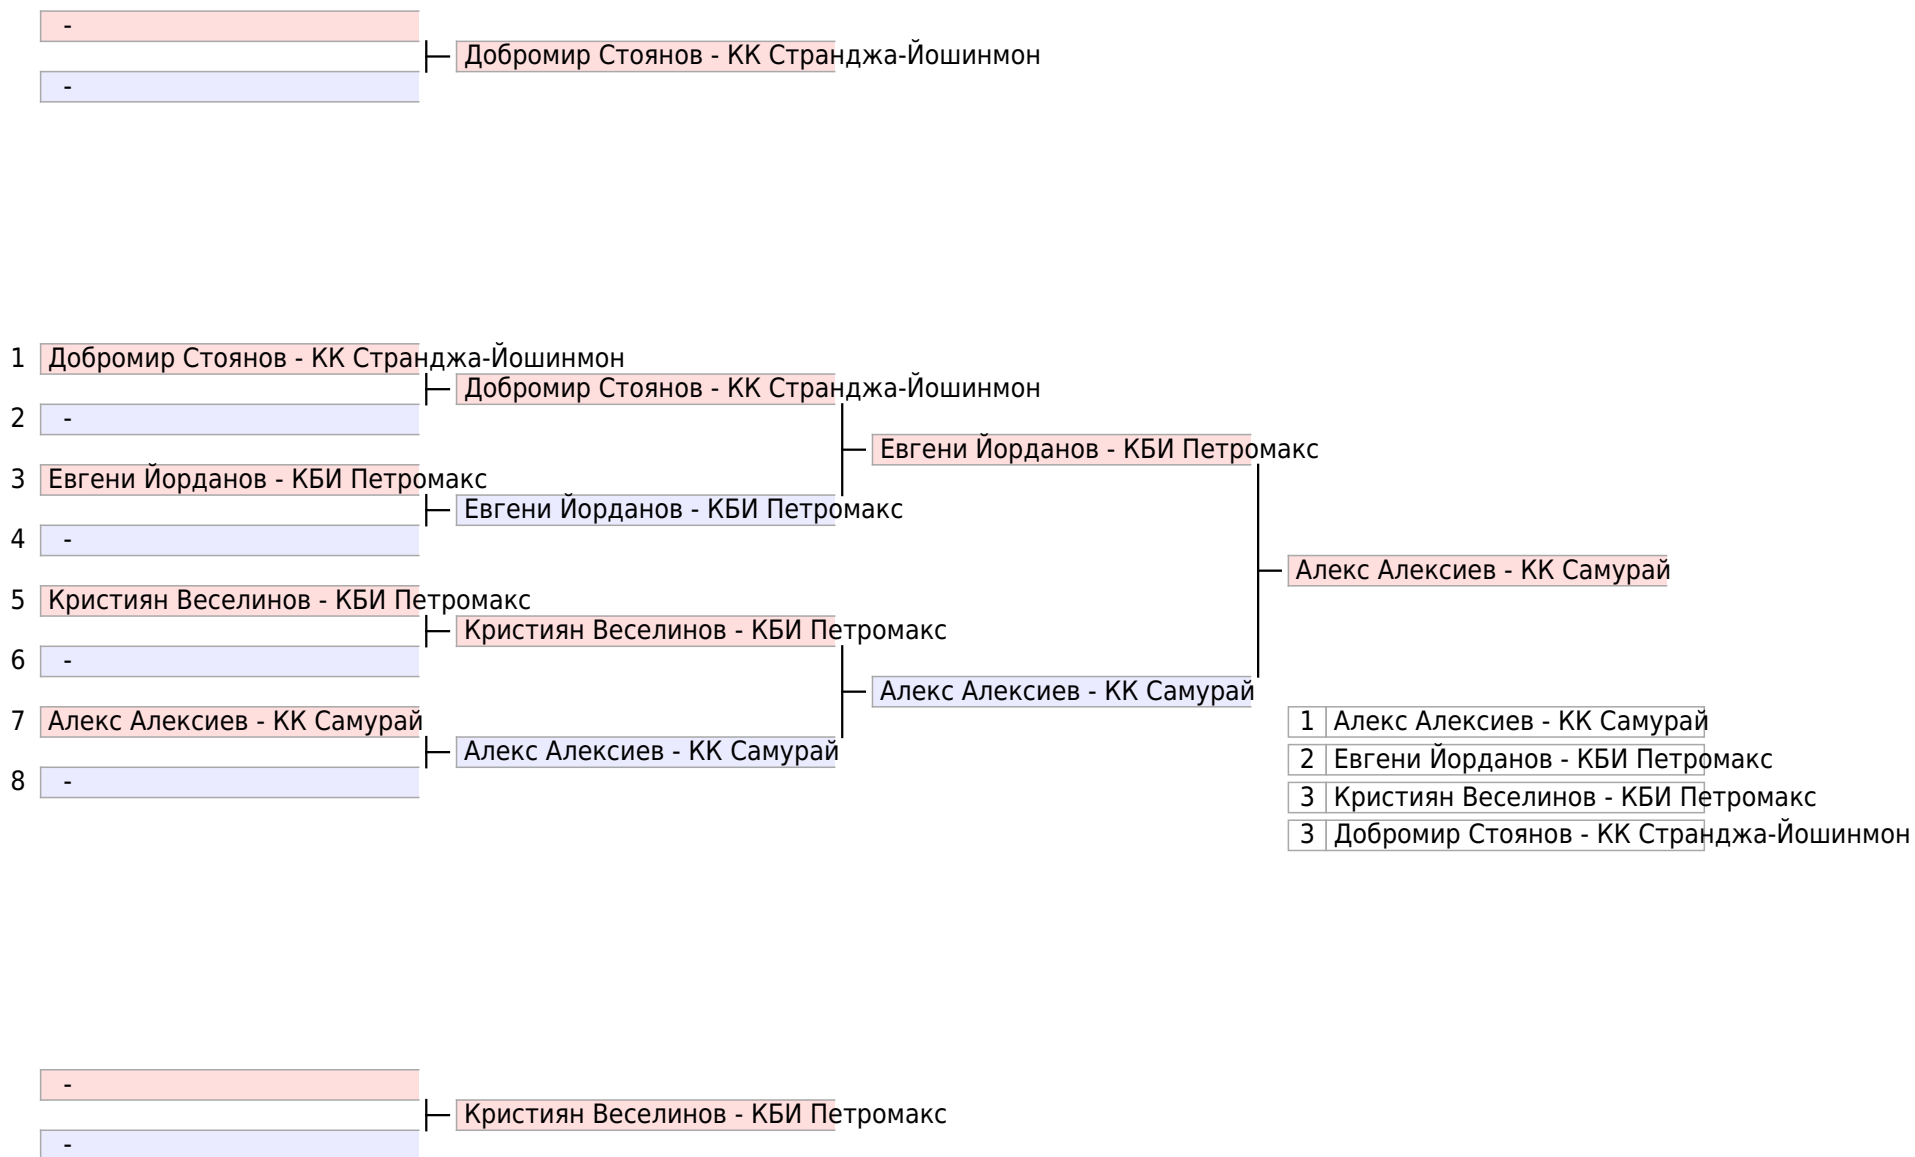 -
Добромир Стоянов - КК Странджа-Йошинмон
-
1 Добромир Стоянов - КК Странджа-Йошинмон
Добромир Стоянов - КК Странджа-Йошинмон
2 -
Евгени Йорданов - КБИ Петромакс
3 Евгени Йорданов - КБИ Петромакс
Евгени Йорданов - КБИ Петромакс
4 -
Алекс Алексиев - КК Самурай
5 Кристиян Веселинов - КБИ Петромакс
Кристиян Веселинов - КБИ Петромакс
6 -
Алекс Алексиев - КК Самурай
7 Алекс Алексиев - КК Самурай
Алекс Алексиев - КК Самурай
8 -
1 Алекс Алексиев - КК Самурай
2 Евгени Йорданов - КБИ Петромакс
3 Кристиян Веселинов - КБИ Петромакс
3 Добромир Стоянов - КК Странджа-Йошинмон
-
Кристиян Веселинов - КБИ Петромакс
-